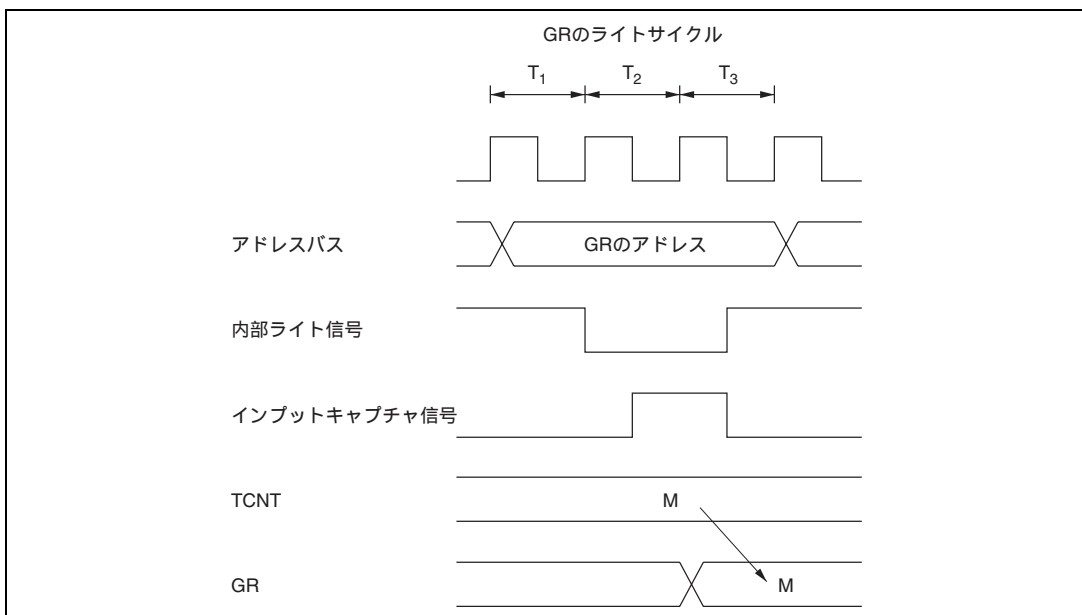 GRのライトサイクル
T1 T2 T3
アドレスバス GRのアドレス
内部ライト信号
インプットキャプチャ信号
TCNT M
GR M